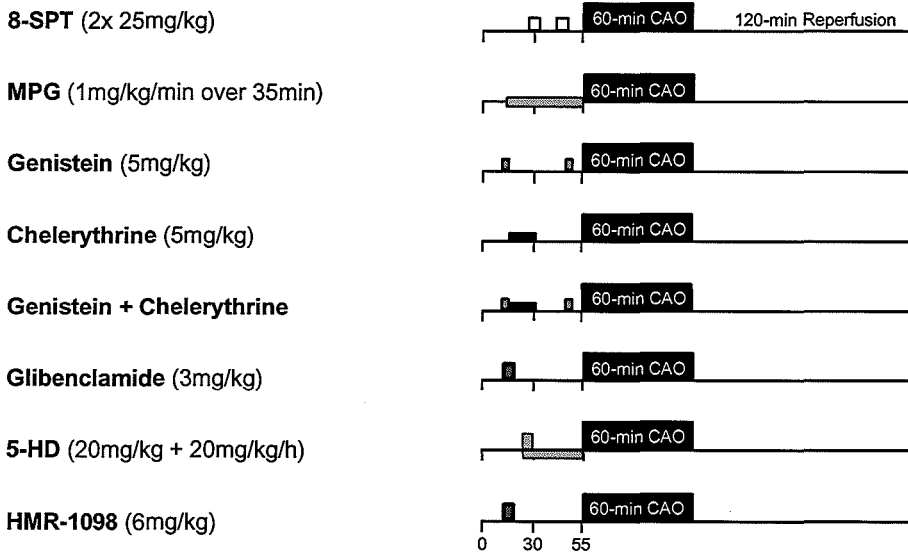 8-SPT (2x 25mg/kg) 60-min CAO 120-min Reperfusion
MPG (1mg/kg/min over 35min) 60-min CAO
Genistein (5mg/kg) 60-min CAO
Chelerythrine (5mg/kg) 60-min CAO
Genistein + Chelerythrine 60-min CAO
Glibenclamide (3mg/kg) 60-min CAO
5-HD (20mg/kg + 20mg/kg/h) 60-min CAO
HMR-1098 (6mg/kg) 60-min CAO
0 30 55